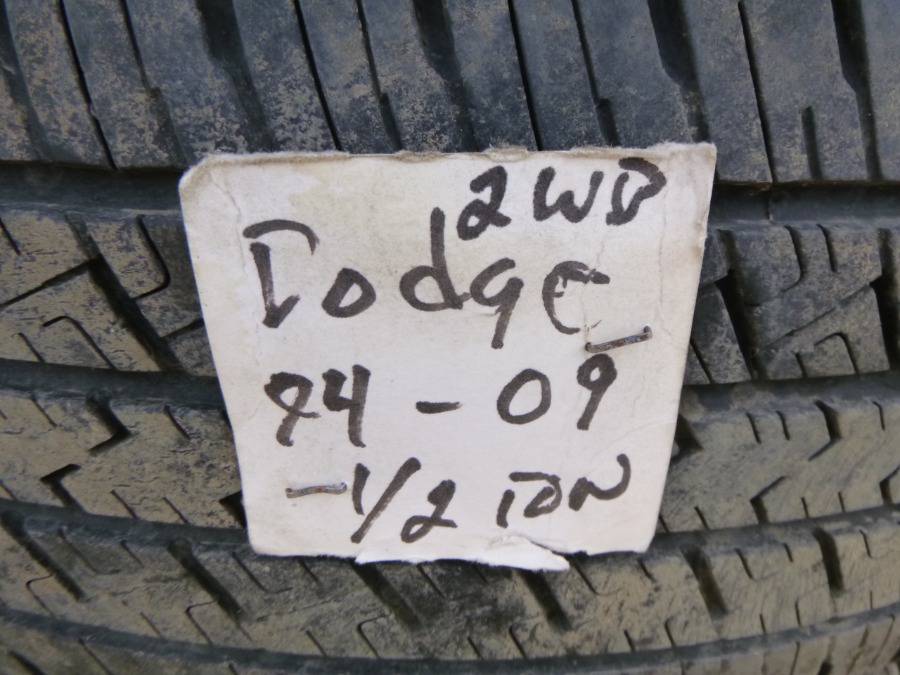 2WD
Dodge
94-09
-1/2 TON